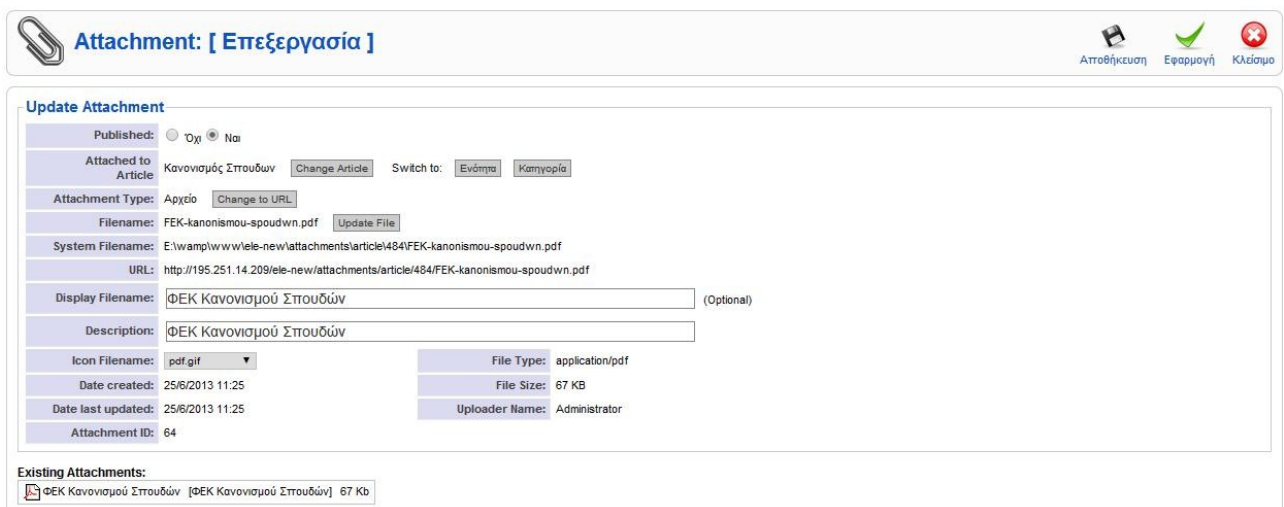 Attachment: [ Επεξεργασία ]
Αποθήκευση Εφαρμογή Κλείσιμο
Update Attachment
Published: Όχι Ναι
Attached to Article Κανονισμός Σπουδων Change Article Switch to: Ενότητα Κατηγορία
Attachment Type: Αρχείο Change to URL
Filename: FEK-kanonismou-spoudwn.pdf Update File
System Filename: E:\wamp\www\ele-new\attachments\article\484\FEK-kanonismou-spoudwn.pdf
URL: http://195.251.14.209/ele-new/attachments/article/484/FEK-kanonismou-spoudwn.pdf
Display Filename: ΦΕΚ Κανονισμού Σπουδών (Optional)
Description: ΦΕΚ Κανονισμού Σπουδών
Icon Filename: pdf.gif File Type: application/pdf
Date created: 25/6/2013 11:25 File Size: 67 KB
Date last updated: 25/6/2013 11:25 Uploader Name: Administrator
Attachment ID: 64
Existing Attachments:
ΦΕΚ Κανονισμού Σπουδών [ΦΕΚ Κανονισμού Σπουδών] 67 Kb